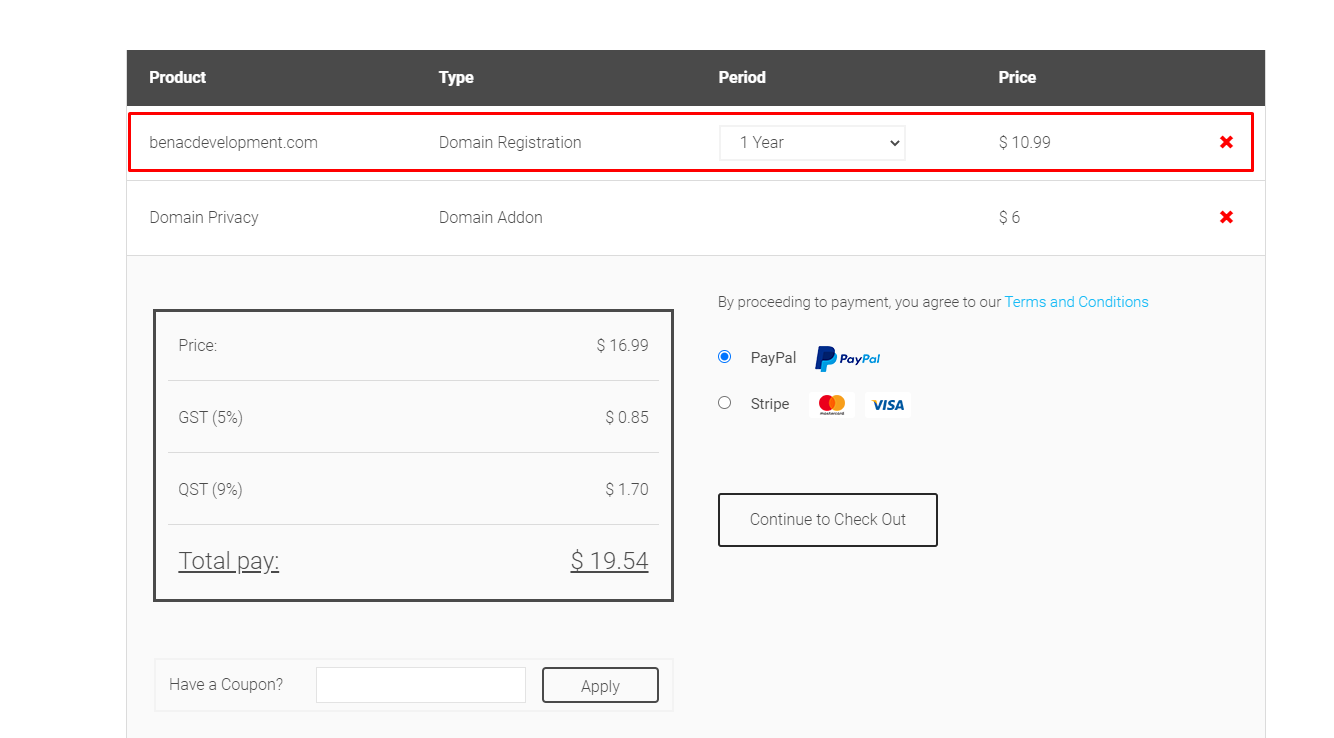 Product Type Period Price
benacdevelopment.com Domain Registration 1 Year $ 10.99
Domain Privacy Domain Addon $ 6
By proceeding to payment, you agree to our Terms and Conditions
Price: $ 16.99
PayPal PayPal
Stripe mastercard VISA
GST (5%) $ 0.85
QST (9%) $ 1.70
Continue to Check Out
Total pay: $ 19.54
Have a Coupon? Apply